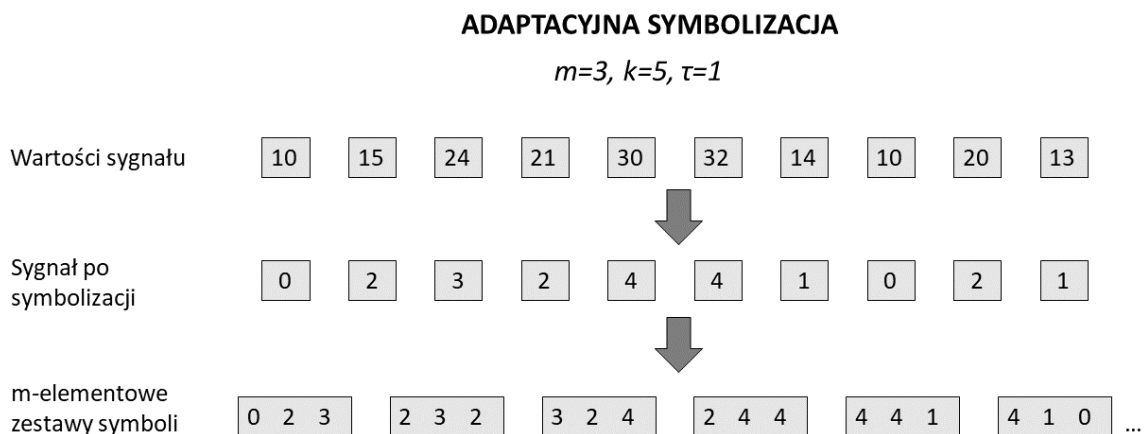 ADAPTACYJNA SYMBOLIZACJA
m=3, k=5, τ=1
Wartości sygnału 10 15 24 21 30 32 14 10 20 13
Sygnał po
symbolizacji 0 2 3 2 4 4 1 0 2 1
m-elementowe
zestawy symboli 0 2 3 2 3 2 3 2 4 2 4 4 4 4 1 4 1 0 ...